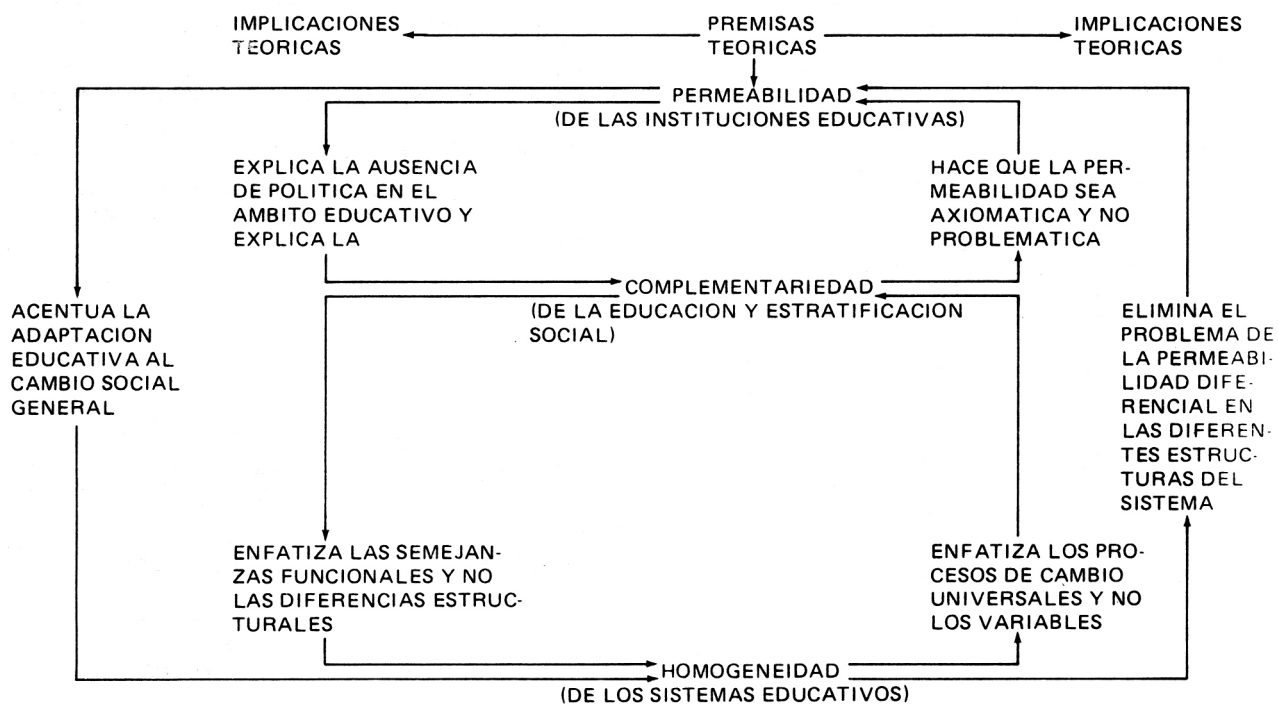 IMPLICACIONES
TEORICAS
PREMISAS
TEORICAS
IMPLICACIONES
TEORICAS
PERMEABILIDAD
(DE LAS INSTITUCIONES EDUCATIVAS)
EXPLICA LA AUSENCIA
DE POLITICA EN EL
AMBITO EDUCATIVO Y
EXPLICA LA
HACE QUE LA PER-
MEABILIDAD SEA
AXIOMATICA Y NO
PROBLEMATICA
COMPLEMENTARIEDAD
(DE LA EDUCACION Y ESTRATIFICACION
SOCIAL)
ACENTUA LA
ADAPTACION
EDUCATIVA AL
CAMBIO SOCIAL
GENERAL
ELIMINA EL
PROBLEMA DE
LA PERMEABI-
LIDAD DIFE-
RENCIAL EN
LAS DIFEREN-
TES ESTRUC-
TURAS DEL
SISTEMA
ENFATIZA LAS SEMEJAN-
ZAS FUNCIONALES Y NO
LAS DIFERENCIAS ESTRUC-
TURALES
ENFATIZA LOS PRO-
CESOS DE CAMBIO
UNIVERSALES Y NO
LOS VARIABLES
HOMOGENEIDAD
(DE LOS SISTEMAS EDUCATIVOS)